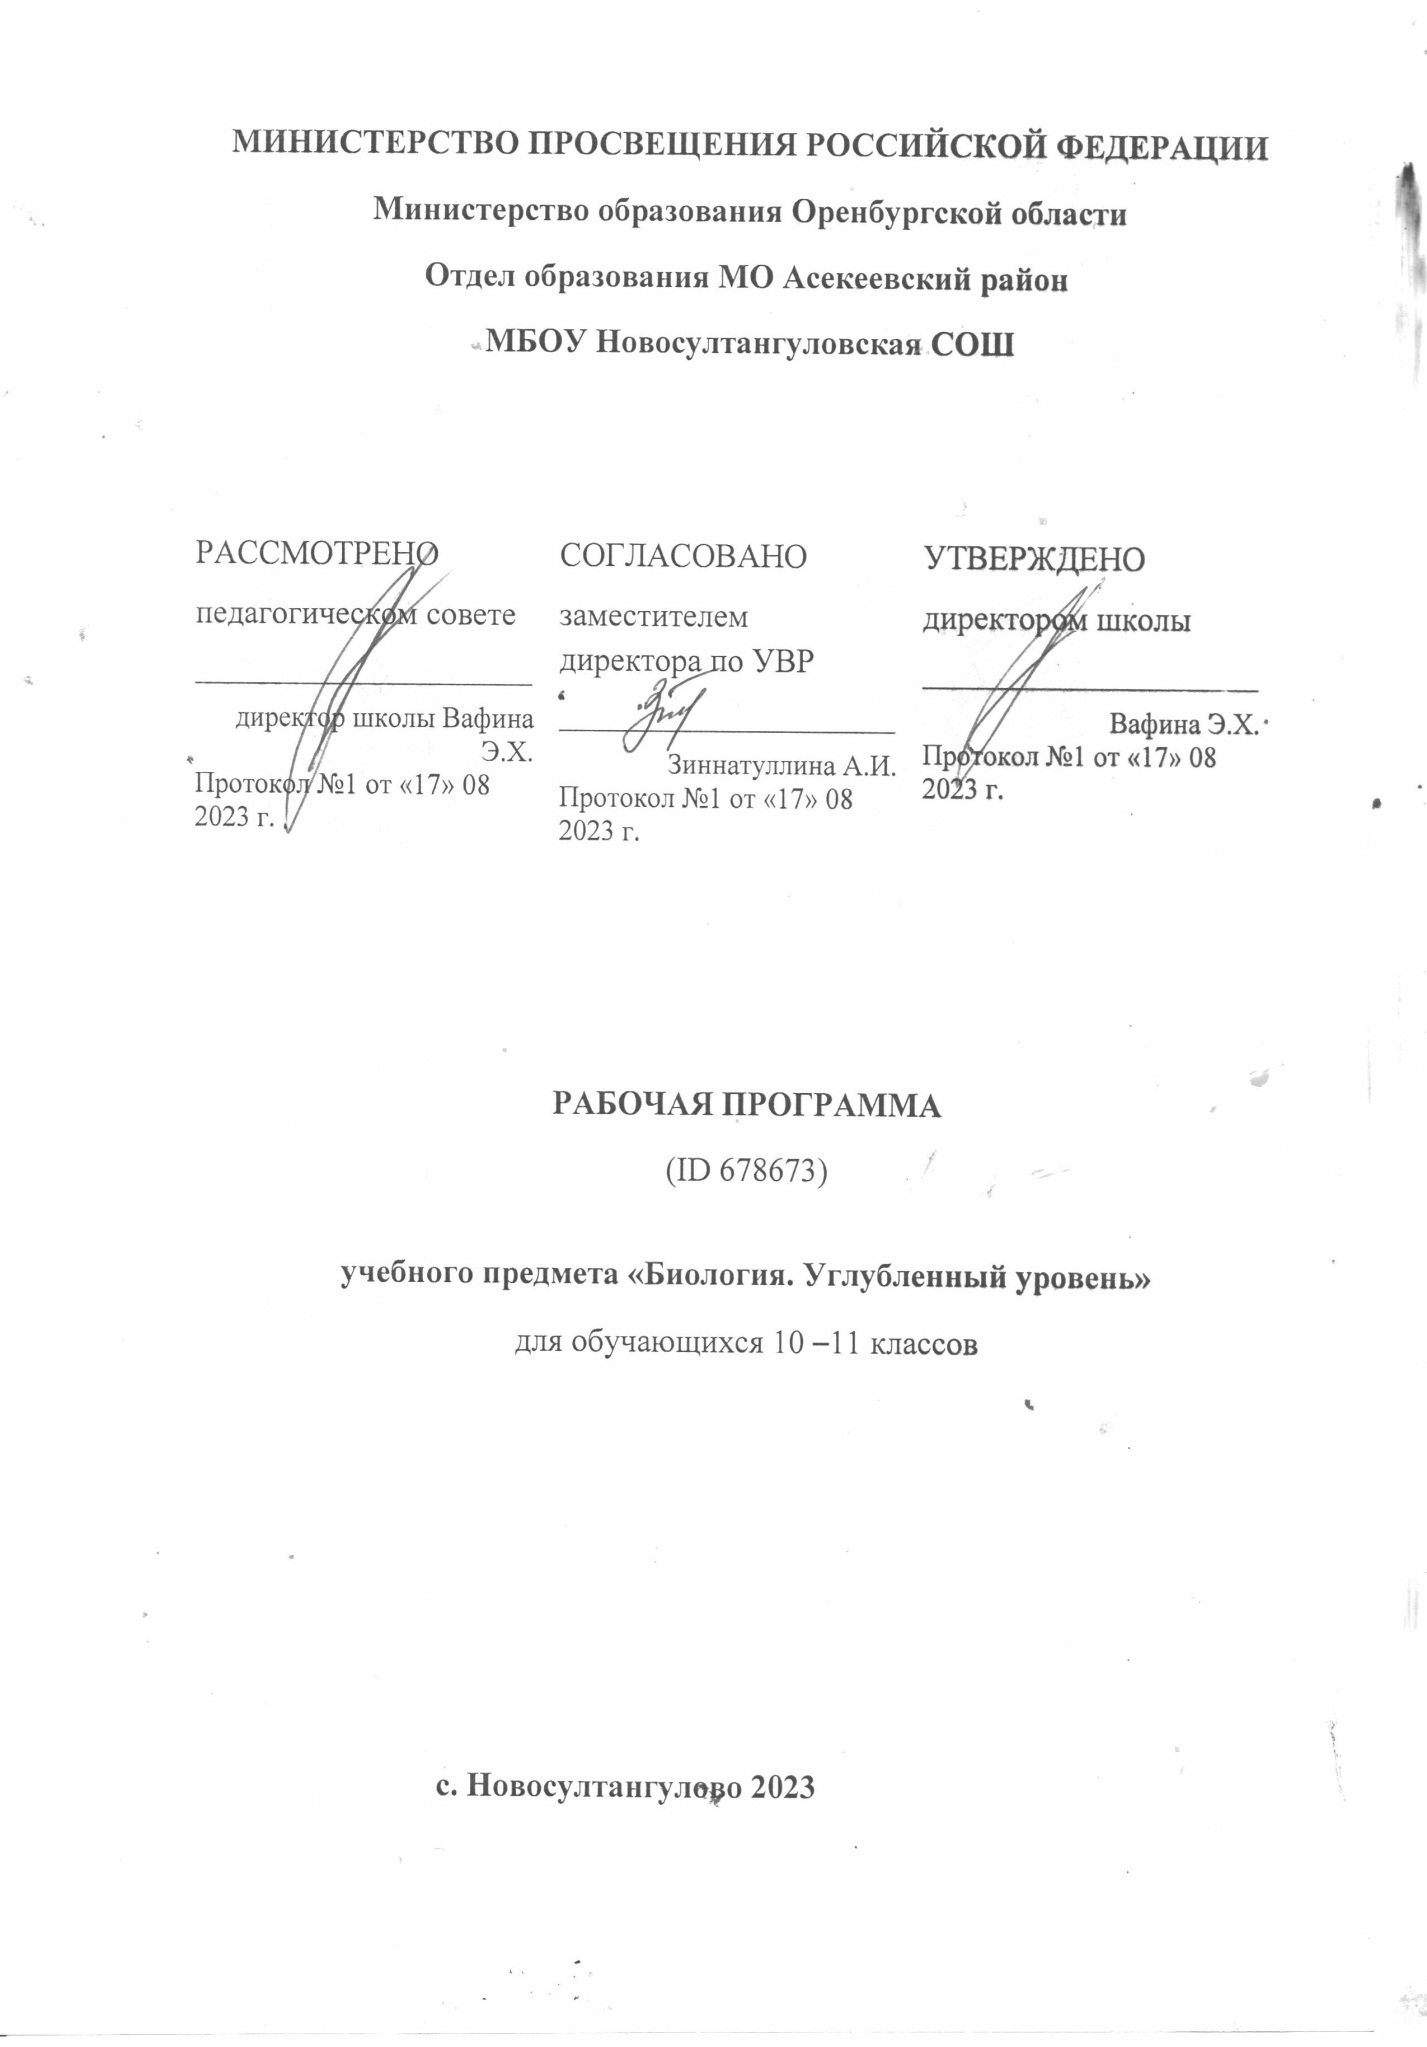 МИНИСТЕРСТВО ПРОСВЕЩЕНИЯ РОССИЙСКОЙ ФЕДЕРАЦИИ
Министерство образования Оренбургской области
Отдел образования МО Асекеевский район
МБОУ Новосултангуловская СОШ
РАССМОТРЕНО
педагогическом совете
директор школы Вафина
Э.Х.
Протокол №1 от «17» 08
2023 г.
СОГЛАСОВАНО
заместителем
директора по УВР
Зиннатуллина А.И.
Протокол №1 от «17» 08
2023 г.
УТВЕРЖДЕНО
директором школы
Вафина Э.Х.
Протокол №1 от «17» 08
2023 г.
РАБОЧАЯ ПРОГРАММА
(ID 678673)
учебного предмета «Биология. Углубленный уровень»
для обучающихся 10 –11 классов
с. Новосултангулово 2023